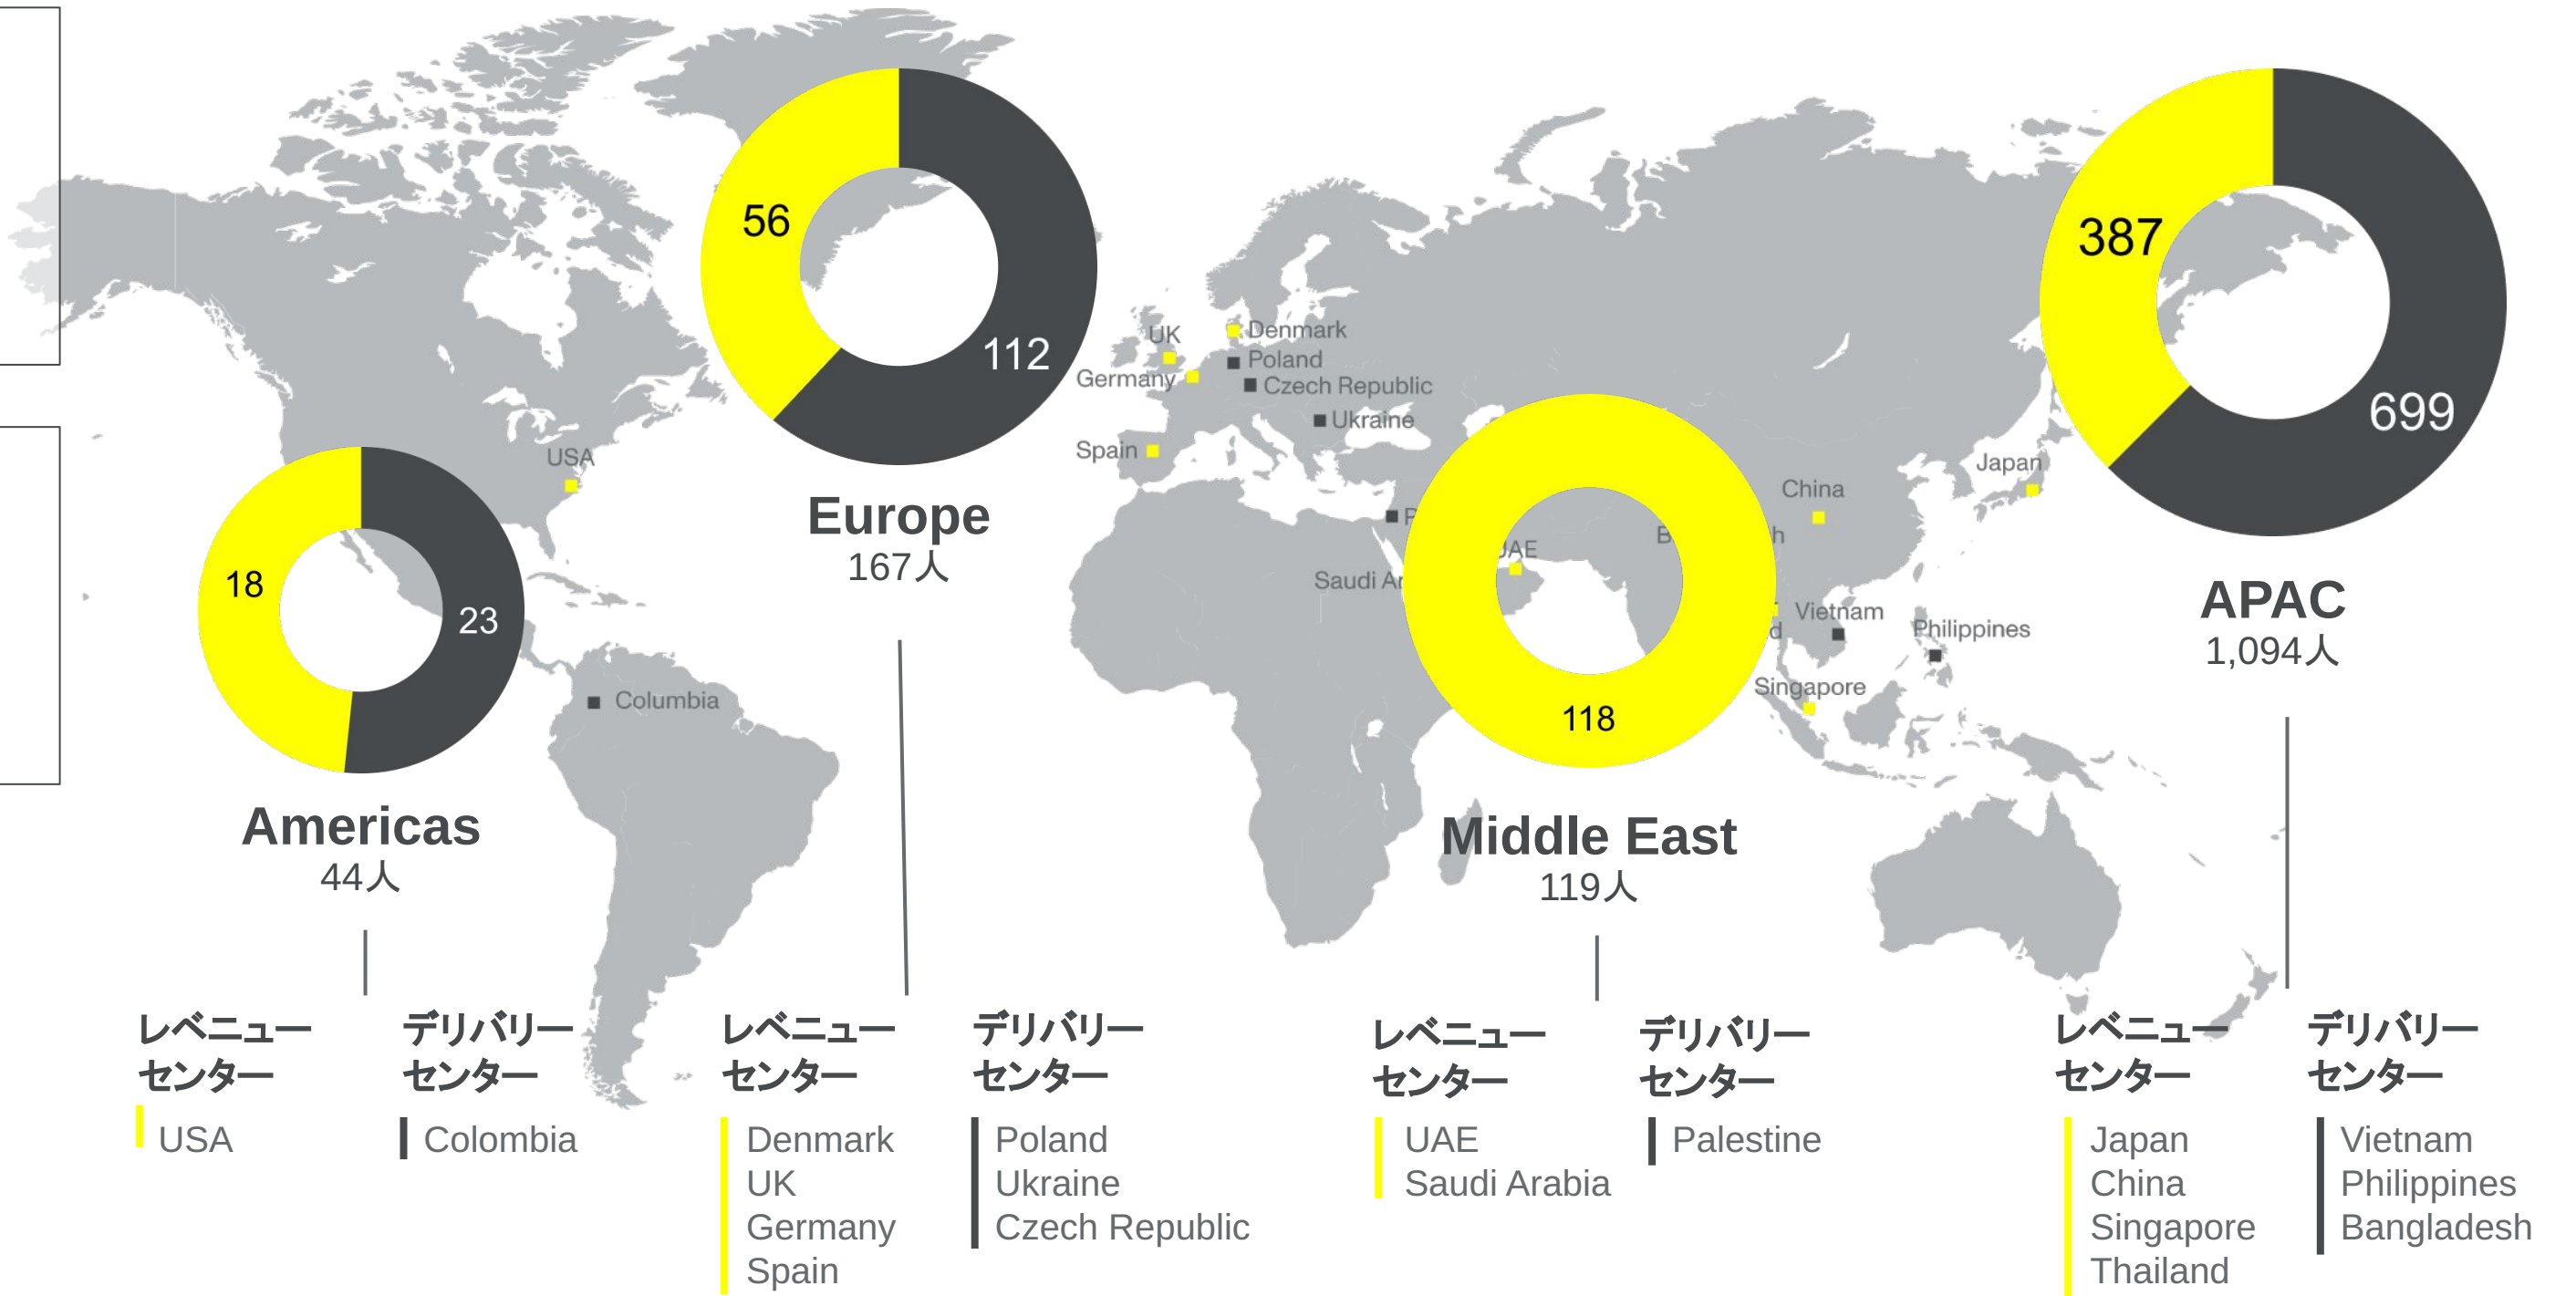 56
112
387
699
18
23
118
UK
Denmark
Poland
Germany
Czech Republic
Ukraine
Spain
USA
Japan
China
Vietnam
Philippines
Singapore
Columbia
Saudi
Europe
167人
APAC
1,094人
Americas
44人
Middle East
119人
レベニュー
センター
USA
デリバリー
センター
Colombia
レベニュー
センター
Denmark
UK
Germany
Spain
デリバリー
センター
Poland
Ukraine
Czech Republic
レベニュー
センター
UAE
Saudi Arabia
デリバリー
センター
Palestine
レベニュー
センター
Japan
China
Singapore
Thailand
デリバリー
センター
Vietnam
Philippines
Bangladesh